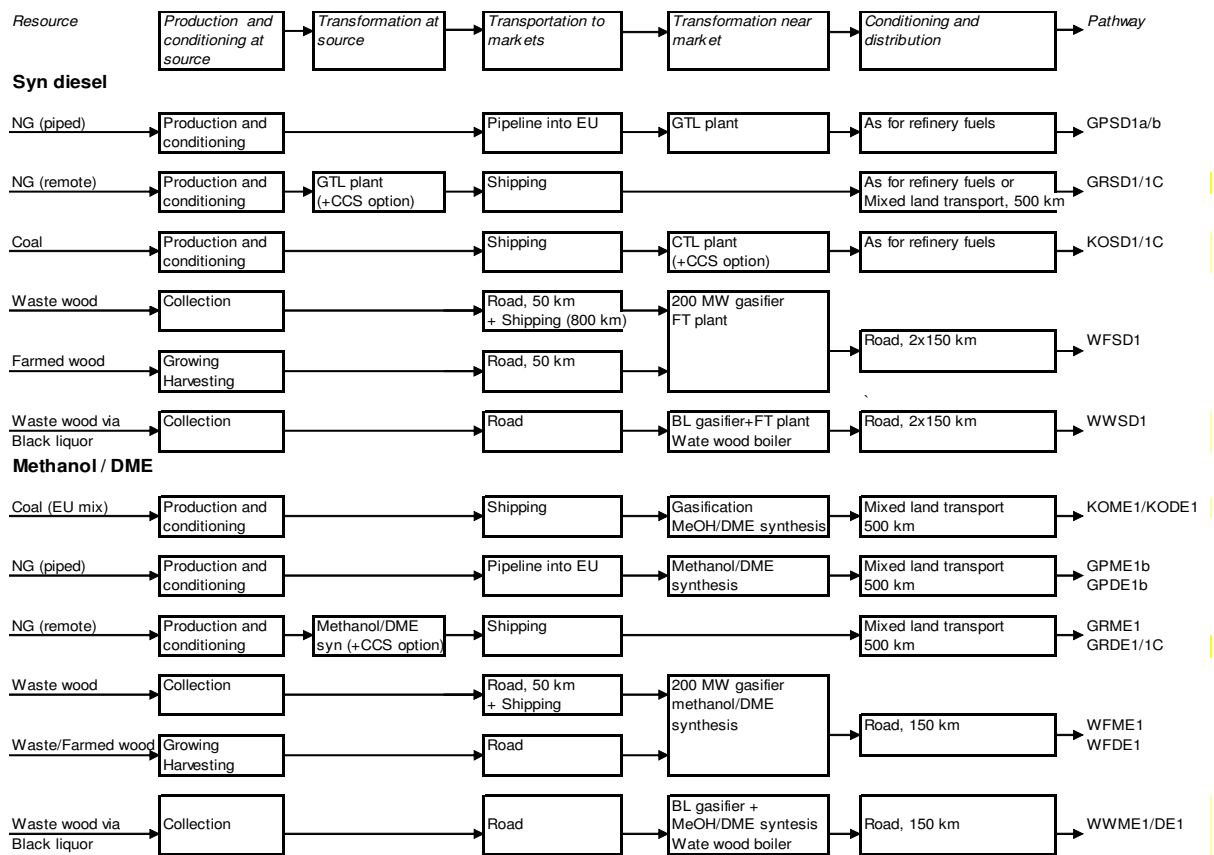 Resource
Production and
conditioning at
source
Transformation at
source
Transportation to
markets
Transformation near
market
Conditioning and
distribution
Pathway
Syn diesel
NG (piped)
Production and
conditioning
Pipeline into EU
GTL plant
As for refinery fuels
GPSD1a/b
NG (remote)
Production and
conditioning
GTL plant
(+CCS option)
Shipping
As for refinery fuels or
Mixed land transport, 500 km
GRSD1/1C
Coal
Production and
conditioning
Shipping
CTL plant
(+CCS option)
As for refinery fuels
KOSD1/1C
Waste wood
Collection
Road, 50 km
+ Shipping (800 km)
200 MW gasifier
FT plant
Road, 2x150 km
WFSD1
Farmed wood
Growing
Harvesting
Road, 50 km
`
Waste wood via
Black liquor
Collection
Road
BL gasifier+FT plant
Wate wood boiler
Road, 2x150 km
WWSD1
Methanol / DME
Coal (EU mix)
Production and
conditioning
Shipping
Gasification
MeOH/DME synthesis
Mixed land transport
500 km
KOME1/KODE1
NG (piped)
Production and
conditioning
Pipeline into EU
Methanol/DME
synthesis
Mixed land transport
500 km
GPME1b
GPDE1b
NG (remote)
Production and
conditioning
Methanol/DME
syn (+CCS option)
Shipping
Mixed land transport
500 km
GRME1
GRDE1/1C
Waste wood
Collection
Road, 50 km
+ Shipping
200 MW gasifier
methanol/DME
synthesis
Road, 150 km
WFME1
WFDE1
Waste/Farmed wood
Growing
Harvesting
Road
Waste wood via
Black liquor
Collection
Road
BL gasifier +
MeOH/DME syntesis
Wate wood boiler
Road, 150 km
WWME1/DE1